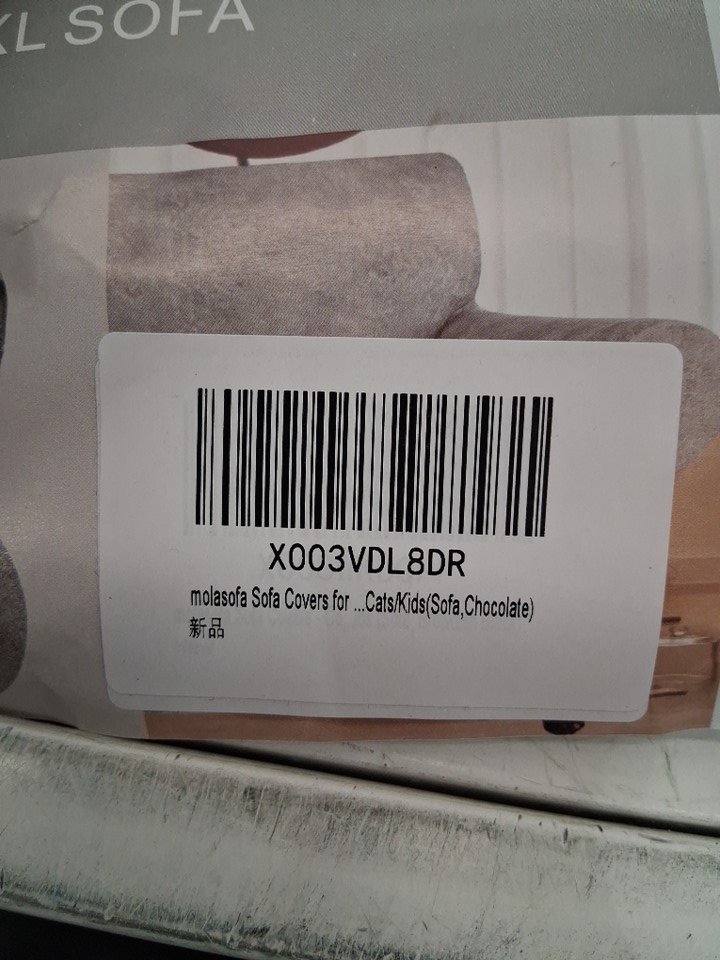 XL SOFA
X003VDL8DR
molasofa Sofa Covers for ...Cats/Kids(Sofa,Chocolate)
新品